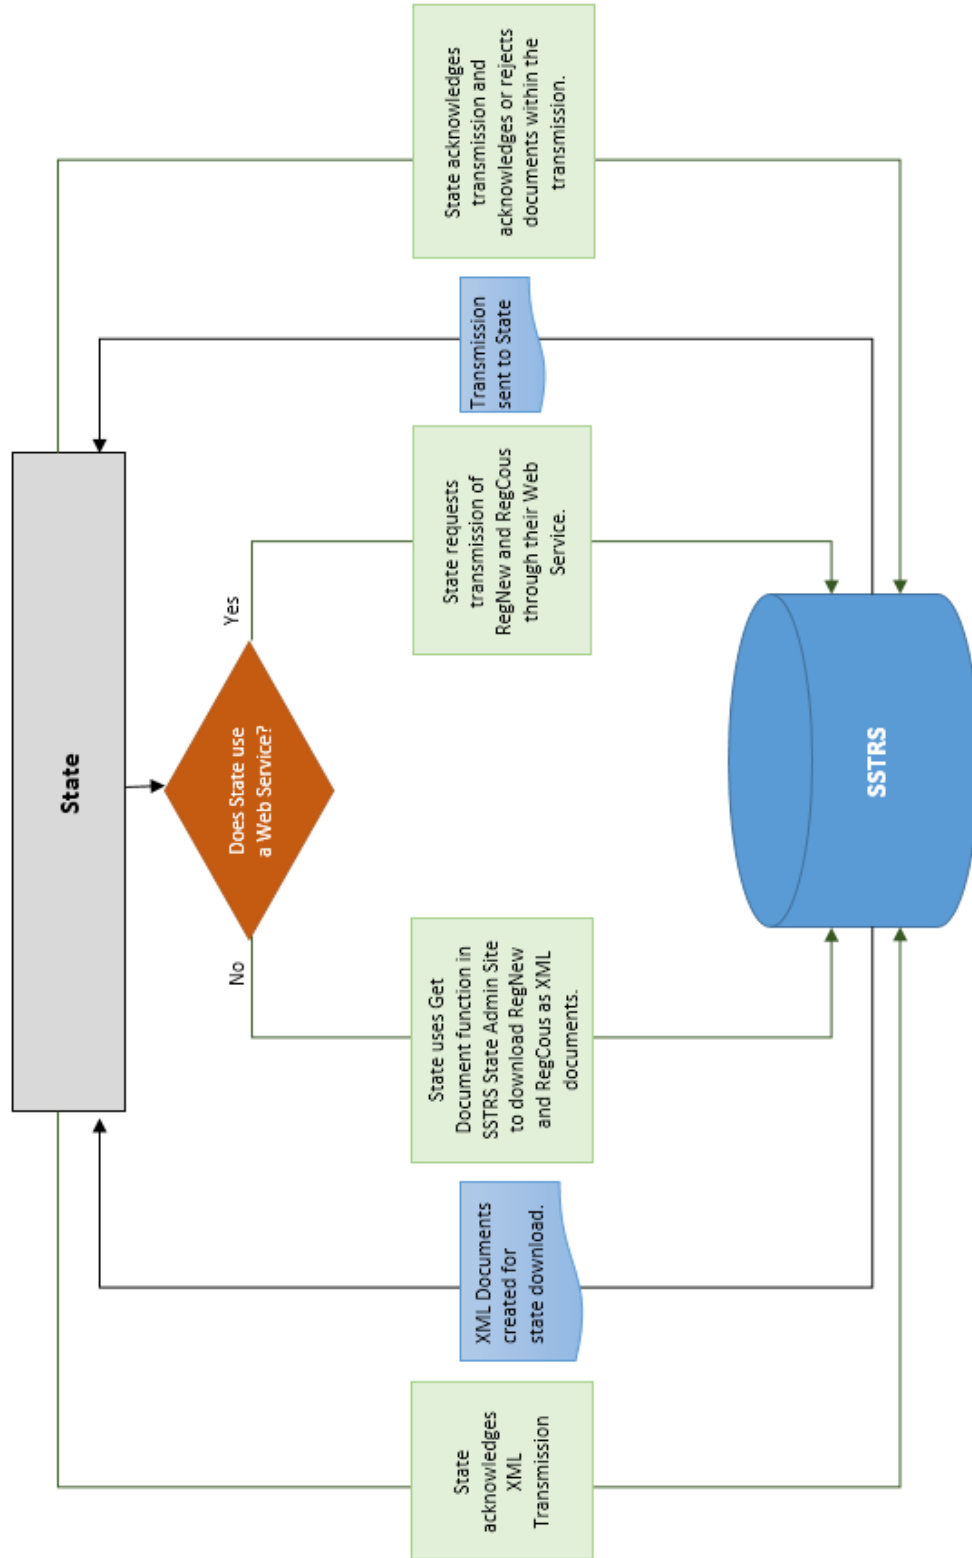 State
Does State use
a Web Service?
No
Yes
State
acknowledges
XML
Transmission
XML Documents
created for
state download.
State uses Get
Document function in
SSTRS State Admin Site
to download RegNew
and RegCous as XML
documents.
State requests
transmission of
RegNew and RegCous
through their Web
Service.
Transmission
sent to State
State acknowledges
transmission and
acknowledges or rejects
documents within the
transmission.
SSTRS